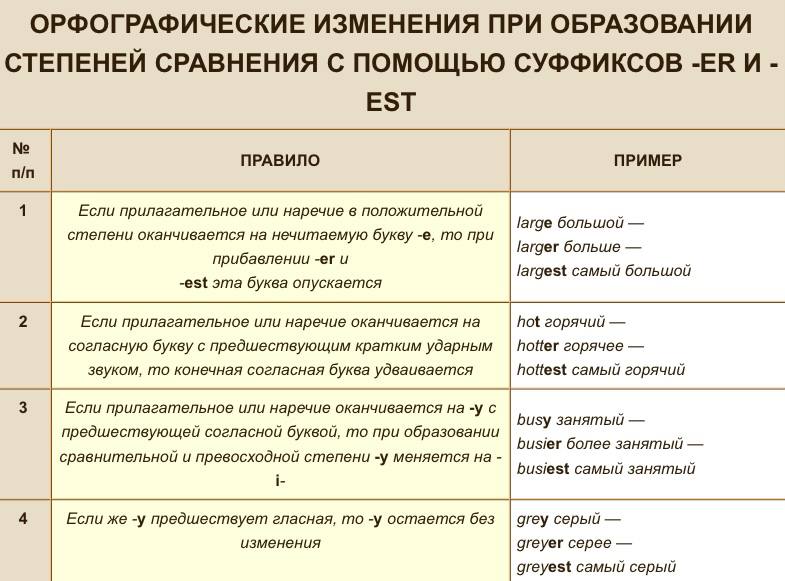 ОРФОГРАФИЧЕСКИЕ ИЗМЕНЕНИЯ ПРИ ОБРАЗОВАНИИ
СТЕПЕНЕЙ СРАВНЕНИЯ С ПОМОЩЬЮ СУФФИКСОВ -ER И -
EST
№
п/п
ПРАВИЛО
ПРИМЕР
1
Если прилагательное или наречие в положительной
степени оканчивается на нечитаемую букву -е, то при
прибавлении -er и
-est эта буква опускается
large большой —
larger больше —
largest самый большой
2
Если прилагательное или наречие оканчивается на
согласную букву с предшествующим кратким ударным
звуком, то конечная согласная буква удваивается
hot горячий —
hotter горячее —
hottest самый горячий
3
Если прилагательное или наречие оканчивается на -y с
предшествующей согласной буквой, то при образовании
сравнительной и превосходной степени -y меняется на -
i-
busy занятый —
busier более занятый —
busiest самый занятый
4
Если же -y предшествует гласная, то -y остается без
изменения
grey серый —
greyer серее —
greyest самый серый